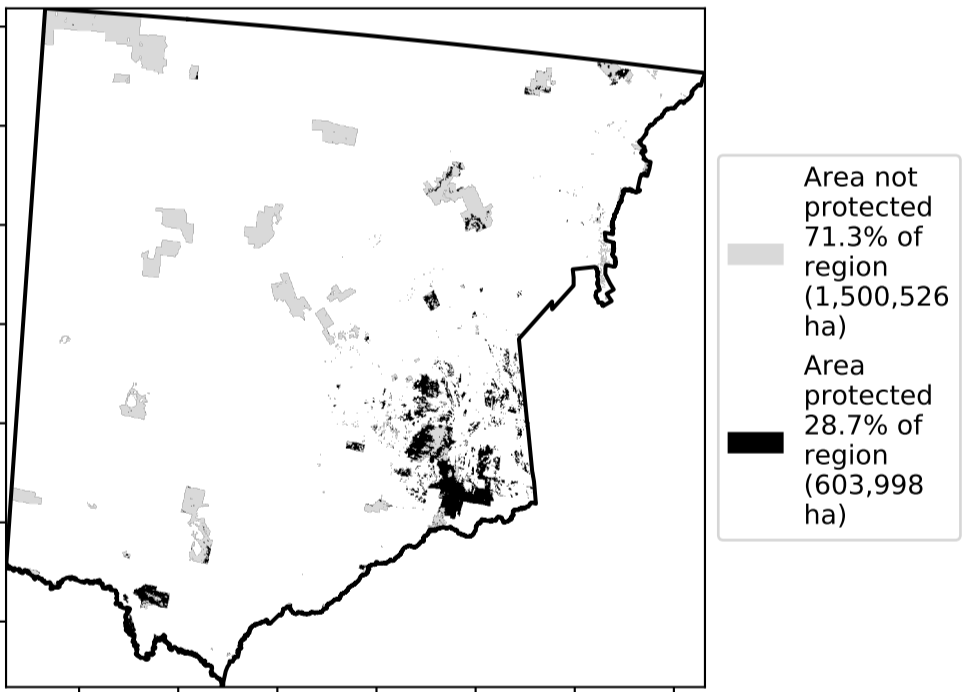 Area not
protected
71.3% of
region
(1,500,526
ha)
Area
protected
28.7% of
region
(603,998
ha)